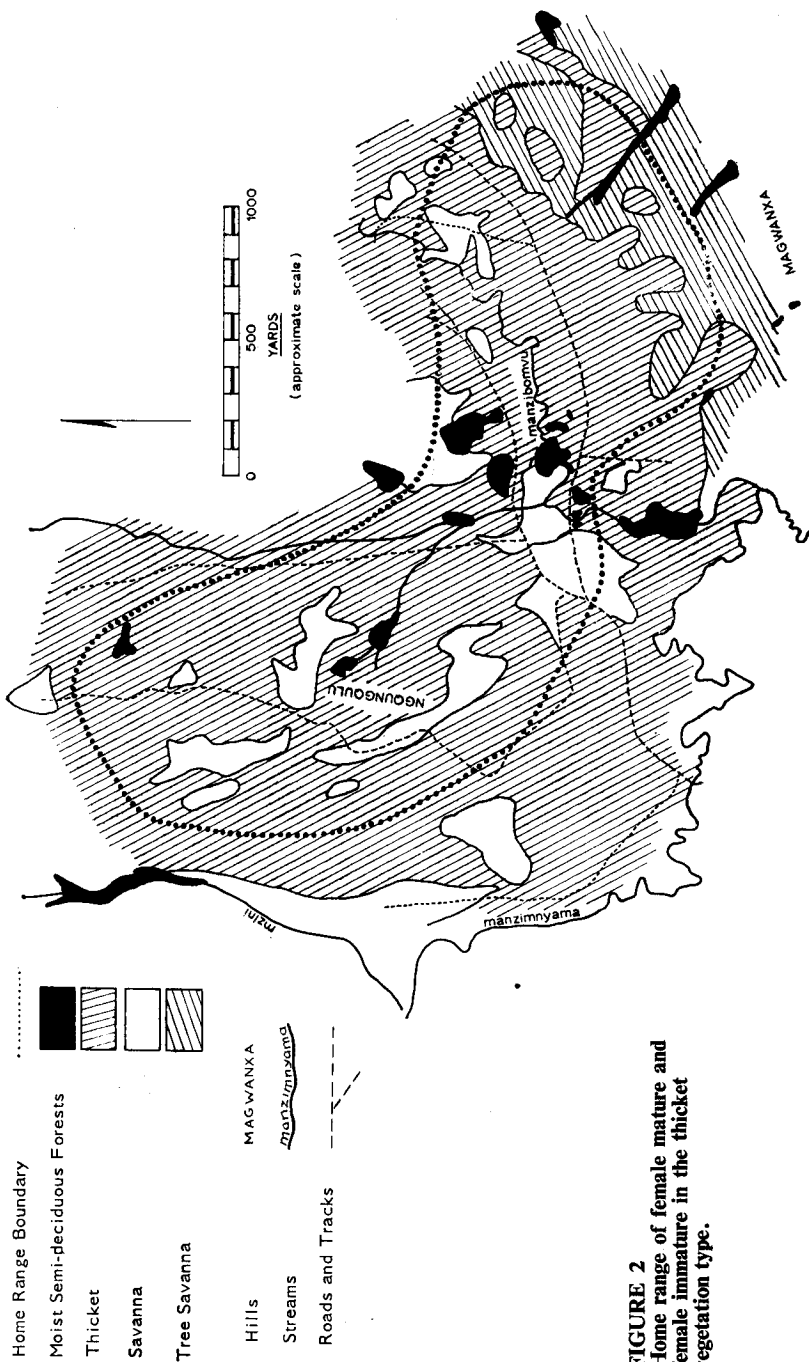 Home Range Boundary
Moist Semi-deciduous Forests
Thicket
Savanna
Tree Savanna
Hills
MAGWANXA
Streams
manzimnyama
Roads and Tracks
mzini
manzimnyama
NGOUNGOULU
manzibomvu
MAGWANXA
0 500 1000
YARDS
(approximate scale)
FIGURE 2
Home range of female mature and
female immature in the thicket
vegetation type.